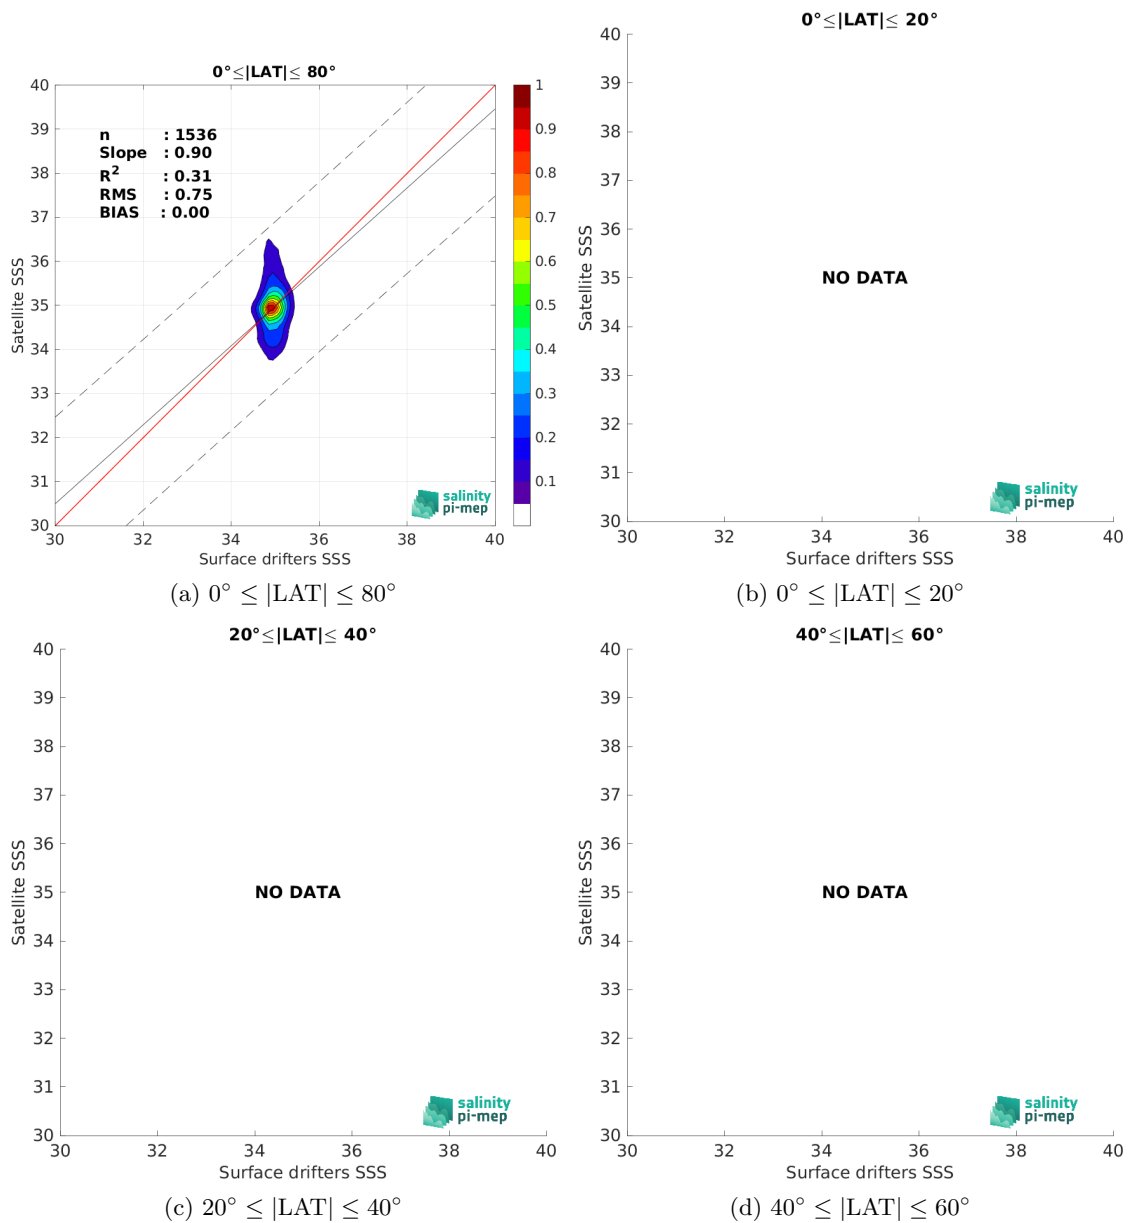 0°≤|LAT|≤ 80°
40
39
38
37
36
35
34
33
32
31
30
Satellite SSS
n : 1536
Slope : 0.90
R² : 0.31
RMS : 0.75
BIAS : 0.00
1
0.9
0.8
0.7
0.6
0.5
0.4
0.3
0.2
0.1
salinity
pi-mep
30 32 34 36 38 40
Surface drifters SSS
(a) 0° ≤ |LAT| ≤ 80°
0°≤|LAT|≤ 20°
40
39
38
37
36
35
34
33
32
31
30
Satellite SSS
NO DATA
salinity
pi-mep
30 32 34 36 38 40
Surface drifters SSS
(b) 0° ≤ |LAT| ≤ 20°
20°≤|LAT|≤ 40°
40
39
38
37
36
35
34
33
32
31
30
Satellite SSS
NO DATA
salinity
pi-mep
30 32 34 36 38 40
Surface drifters SSS
(c) 20° ≤ |LAT| ≤ 40°
40°≤|LAT|≤ 60°
40
39
38
37
36
35
34
33
32
31
30
Satellite SSS
NO DATA
salinity
pi-mep
30 32 34 36 38 40
Surface drifters SSS
(d) 40° ≤ |LAT| ≤ 60°